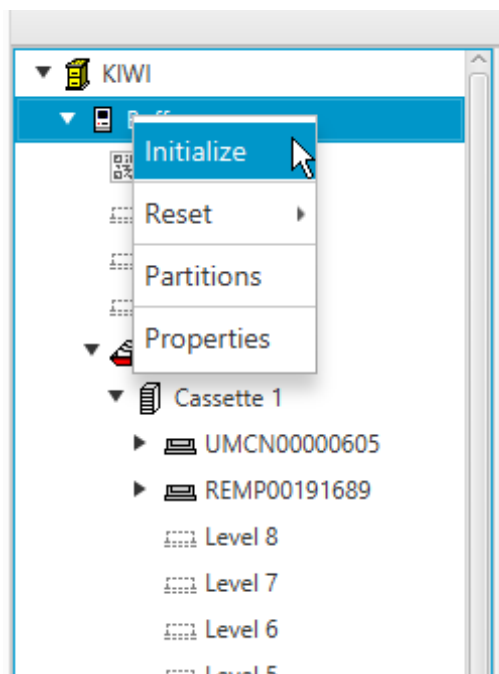 KIWI
Initialize
Reset
Partitions
Properties
Cassette 1
UMCN00000605
REMP00191689
Level 8
Level 7
Level 6